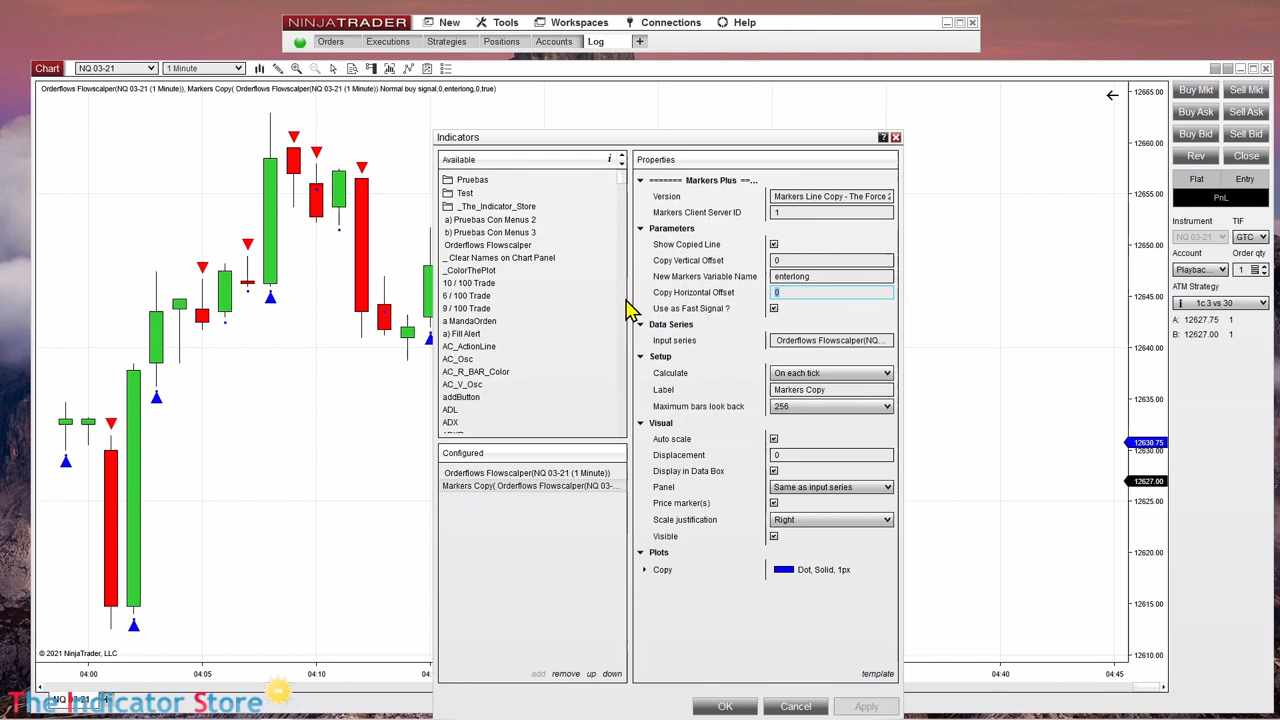 NINJATRADER New Tools Workspaces Connections Help
Orders Executions Strategies Positions Accounts Log +
Chart NQ 03-21 1 Minute
Orderflows Flowscalper(NQ 03-21 (1 Minute)), Markers Copy( Orderflows Flowscalper(NQ 03-21 (1 Minute)).Normal buy signal,0,enterlong,0,true)
12665.00
12660.00
12655.00
12650.00
12645.00
12640.00
12635.00
12630.75
12630.00
12627.00
12620.00
12615.00
12610.00
Buy Mkt Sell Mkt
Buy Ask Sell Ask
Buy Bid Sell Bid
Rev Close
Flat Entry
PnL
Instrument TIF
NQ 03-21 GTC
Account Order qty
Playbac... 1
ATM Strategy
1c 3 vs 30
A: 12627.75 1
B: 12627.00 1
Indicators ?
Available i
Pruebas
Test
_The_Indicator_Store
a) Pruebas Con Menus 2
b) Pruebas Con Menus 3
Orderflows Flowscalper
_ Clear Names on Chart Panel
_ColorThePlot
10 / 100 Trade
6 / 100 Trade
9 / 100 Trade
a MandaOrden
a) Fill Alert
AC_ActionLine
AC_Osc
AC_R_BAR_Color
AC_V_Osc
addButton
ADL
ADX
Configured
Orderflows Flowscalper(NQ 03-21 (1 Minute))
Markers Copy( Orderflows Flowscalper(NQ 03-...
add remove up down
Properties
======= Markers Plus ==...
Version Markers Line Copy - The Force 2
Markers Client Server ID 1
Parameters
Show Copied Line
Copy Vertical Offset 0
New Markers Variable Name enterlong
Copy Horizontal Offset 0
Use as Fast Signal ?
Data Series
Input series Orderflows Flowscalper(NQ...
Setup
Calculate On each tick
Label Markers Copy
Maximum bars look back 256
Visual
Auto scale
Displacement 0
Display in Data Box
Panel Same as input series
Price marker(s)
Scale justification Right
Visible
Plots
Copy Dot, Solid, 1px
template
OK Cancel Apply
© 2021 NinjaTrader, LLC
04:00 04:05 04:10 04:40 04:45
The Indicator Store